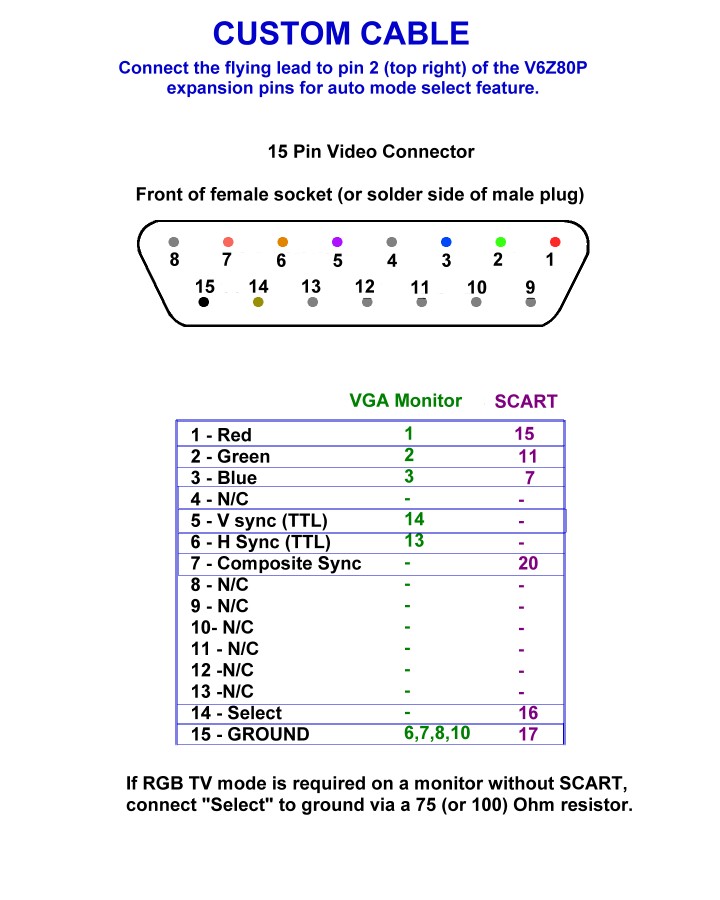 CUSTOM CABLE
Connect the flying lead to pin 2 (top right) of the V6Z80P
expansion pins for auto mode select feature.
15 Pin Video Connector
Front of female socket (or solder side of male plug)
8 7 6 5 4 3 2 1
15 14 13 12 11 10 9
VGA Monitor SCART
1 - Red 1 15
2 - Green 2 11
3 - Blue 3 7
4 - N/C - -
5 - V sync (TTL) 14 -
6 - H Sync (TTL) 13 -
7 - Composite Sync - 20
8 - N/C - -
9 - N/C - -
10- N/C - -
11 - N/C - -
12 -N/C - -
13 -N/C - -
14 - Select - 16
15 - GROUND 6,7,8,10 17
If RGB TV mode is required on a monitor without SCART,
connect "Select" to ground via a 75 (or 100) Ohm resistor.